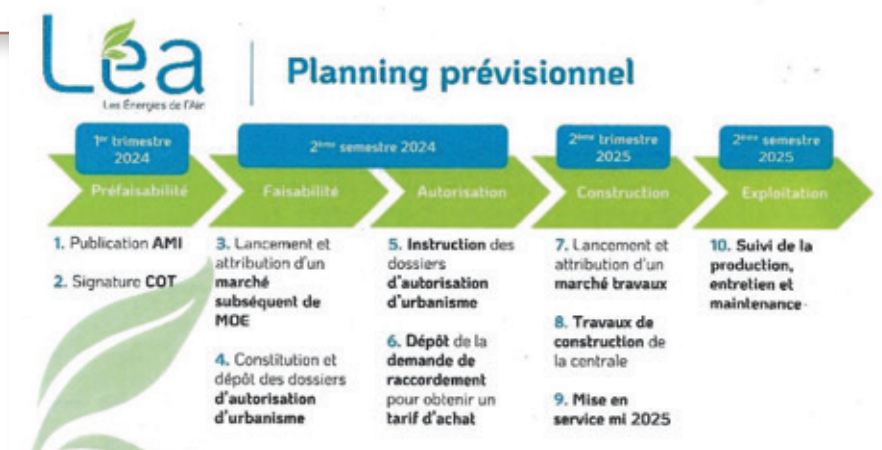 Léa
Les Énergies de l'Air
Planning prévisionnel
1er trimestre
2024
2ème semestre 2024
2ème trimestre
2025
2ème semestre
2025
Préfaisabilité
Faisabilité
Autorisation
Construction
Exploitation
1. Publication AMI
2. Signature COT
3. Lancement et
attribution d'un
marché
subséquent de
MOE
4. Constitution et
dépôt des dossiers
d'autorisation
d'urbanisme
5. Instruction des
dossiers
d'autorisation
d'urbanisme
6. Dépôt de la
demande de
raccordement
pour obtenir un
tarif d'achat
7. Lancement et
attribution d'un
marché travaux
8. Travaux de
construction de
la centrale
9. Mise en
service mi 2025
10. Suivi de la
production,
entretien et
maintenance